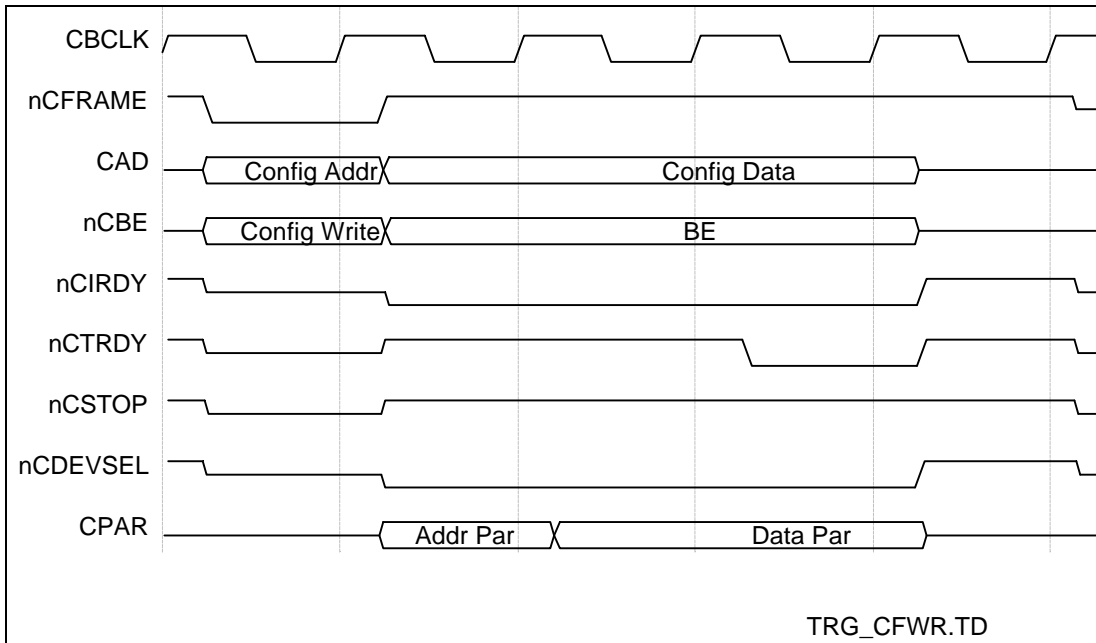 CBCLK
nCFRAME
CAD Config Addr Config Data
nCBE Config Write BE
nCIRDY
nCTRDY
nCSTOP
nCDEVSEL
CPAR Addr Par Data Par
TRG_CFWR.TD